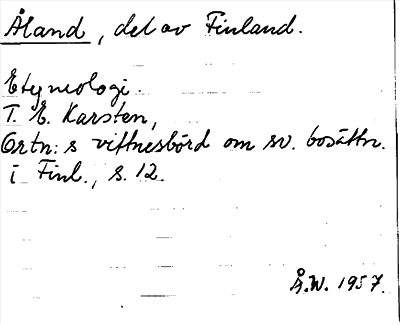 Åland, del av Finland.
Etymologi.
T. E. Karsten,
Ortn:s vittnesbörd om sv. bosättn.
i Finl., s. 12.
Å.W. 1957.